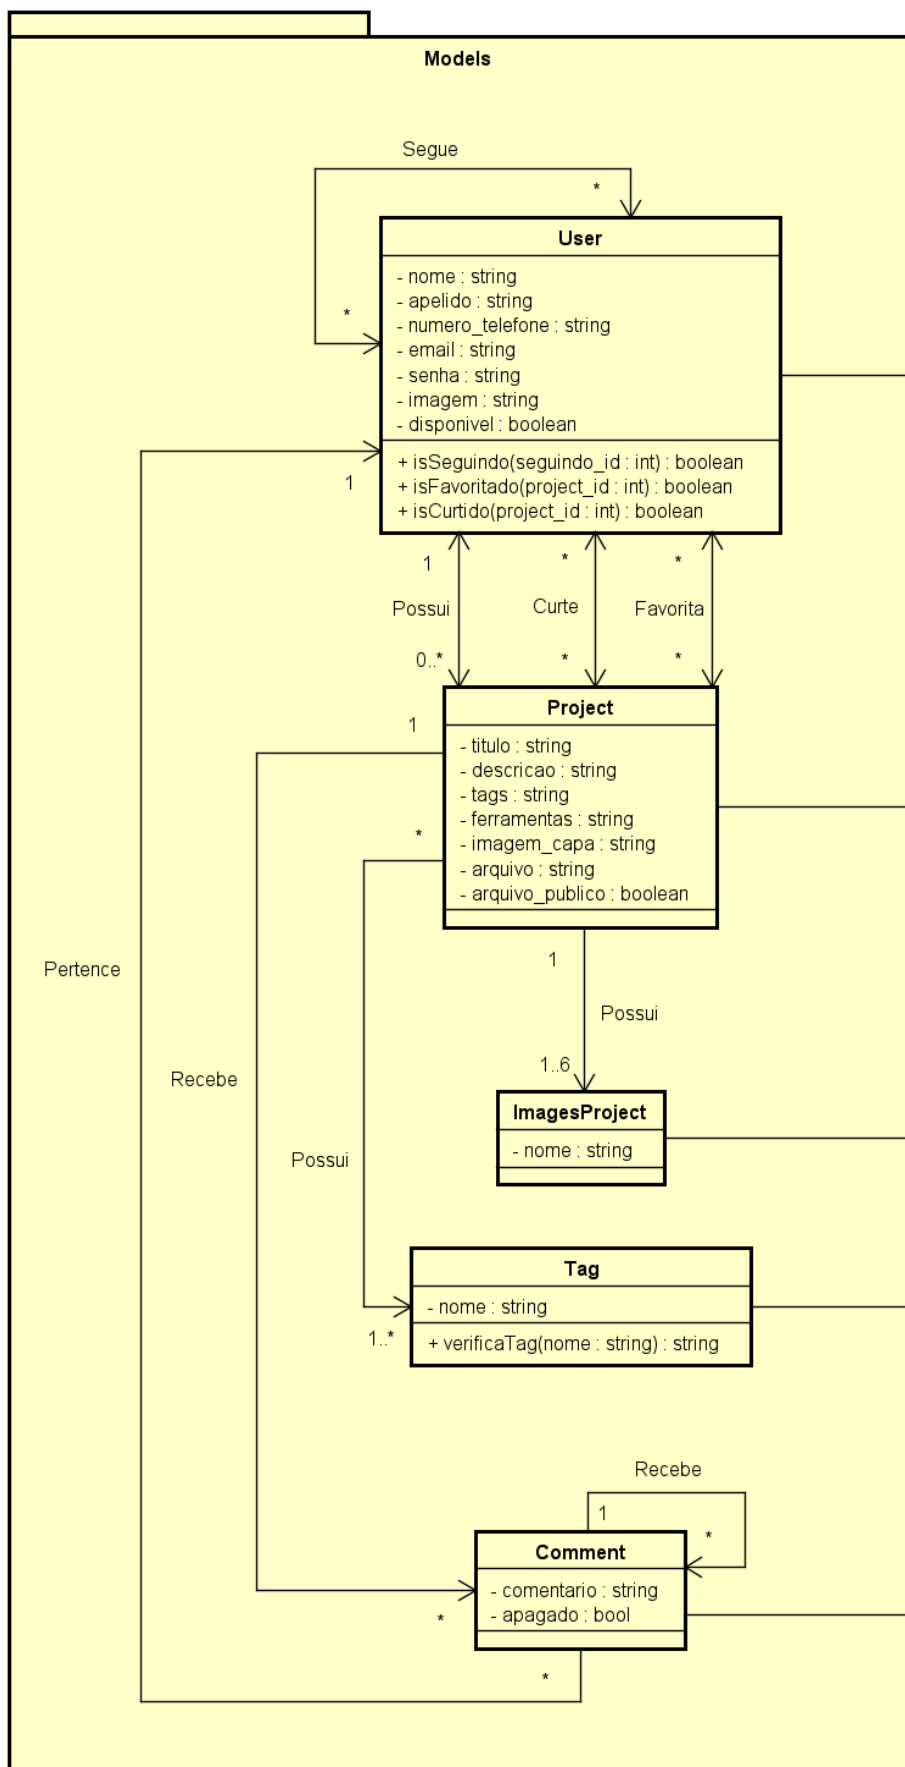 Models
Segue
*
User
- nome : string
- apelido : string
*
- numero_telefone : string
- email : string
- senha : string
- imagem : string
- disponivel : boolean
+ isSeguindo(seguindo_id : int) : boolean
1
+ isFavoritado(project_id : int) : boolean
+ isCurtido(project_id : int) : boolean
1 * *
Possui Curte Favorita
0..* * *
1
Project
- titulo : string
- descricao : string
- tags : string
- ferramentas : string
*
- imagem_capa : string
- arquivo : string
- arquivo_publico : boolean
1
Pertence
Possui
1..6
Recebe
ImagesProject
- nome : string
Possui
Tag
- nome : string
1..*
+ verificaTag(nome : string) : string
Recebe
1
*
Comment
- comentario : string
- apagado : bool
*
*